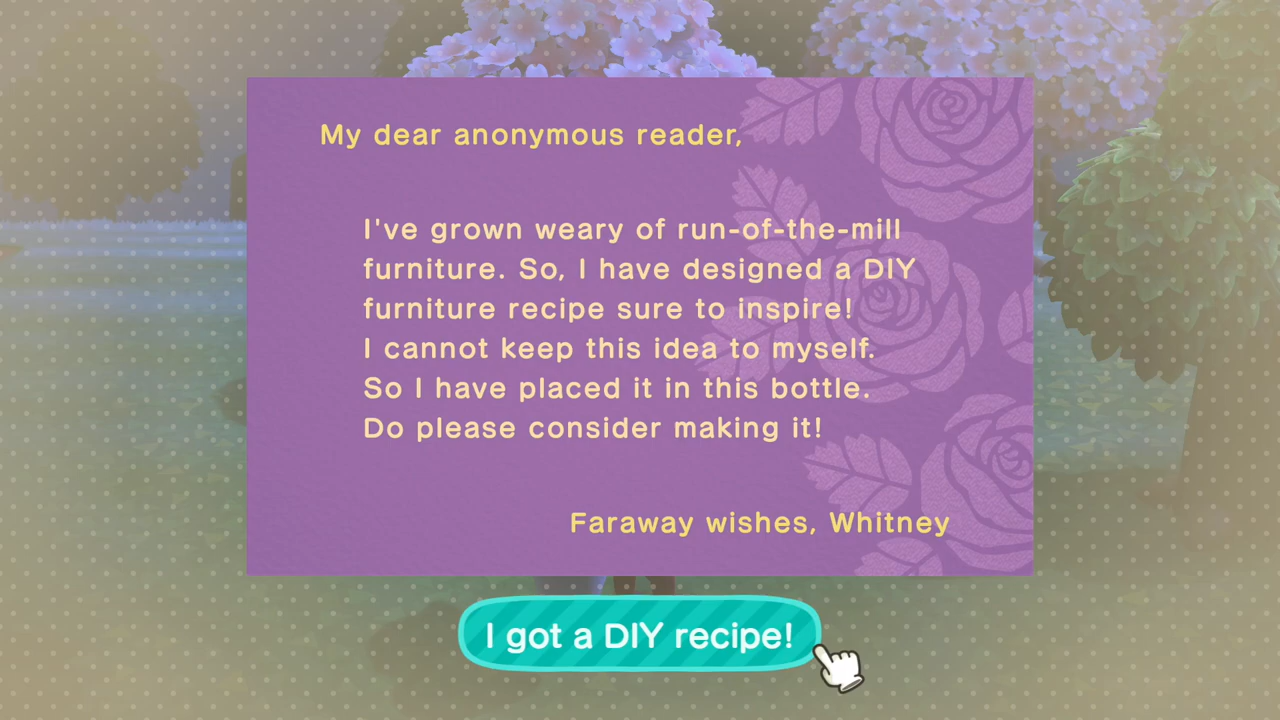 My dear anonymous reader,
I've grown weary of run-of-the-mill
furniture. So, I have designed a DIY
furniture recipe sure to inspire!
I cannot keep this idea to myself.
So I have placed it in this bottle.
Do please consider making it!
Faraway wishes, Whitney
I got a DIY recipe!